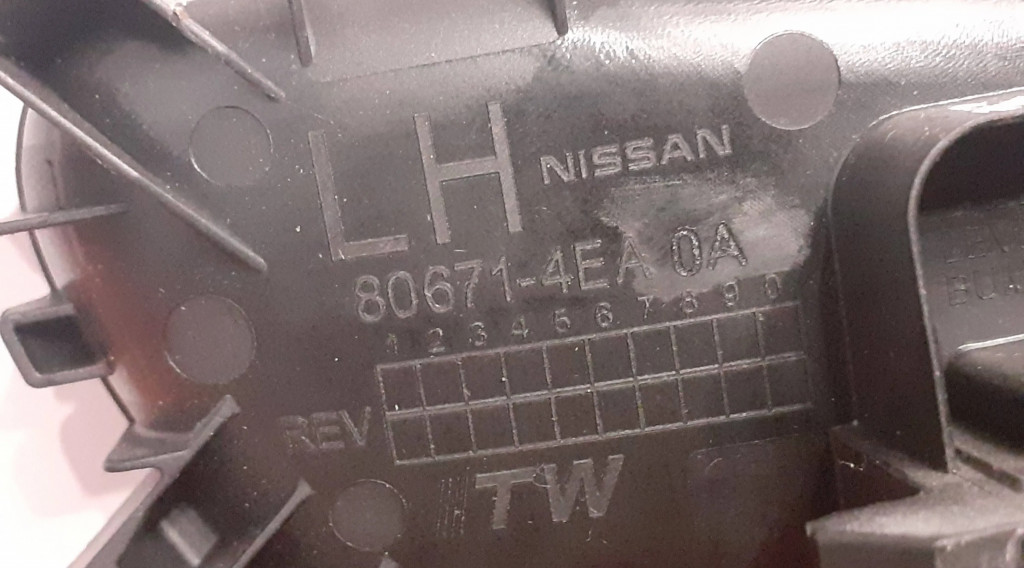 LH NISSAN
80671-4EA 0A
1 2 3 4 5 6 7 8 9 0
REV
TW